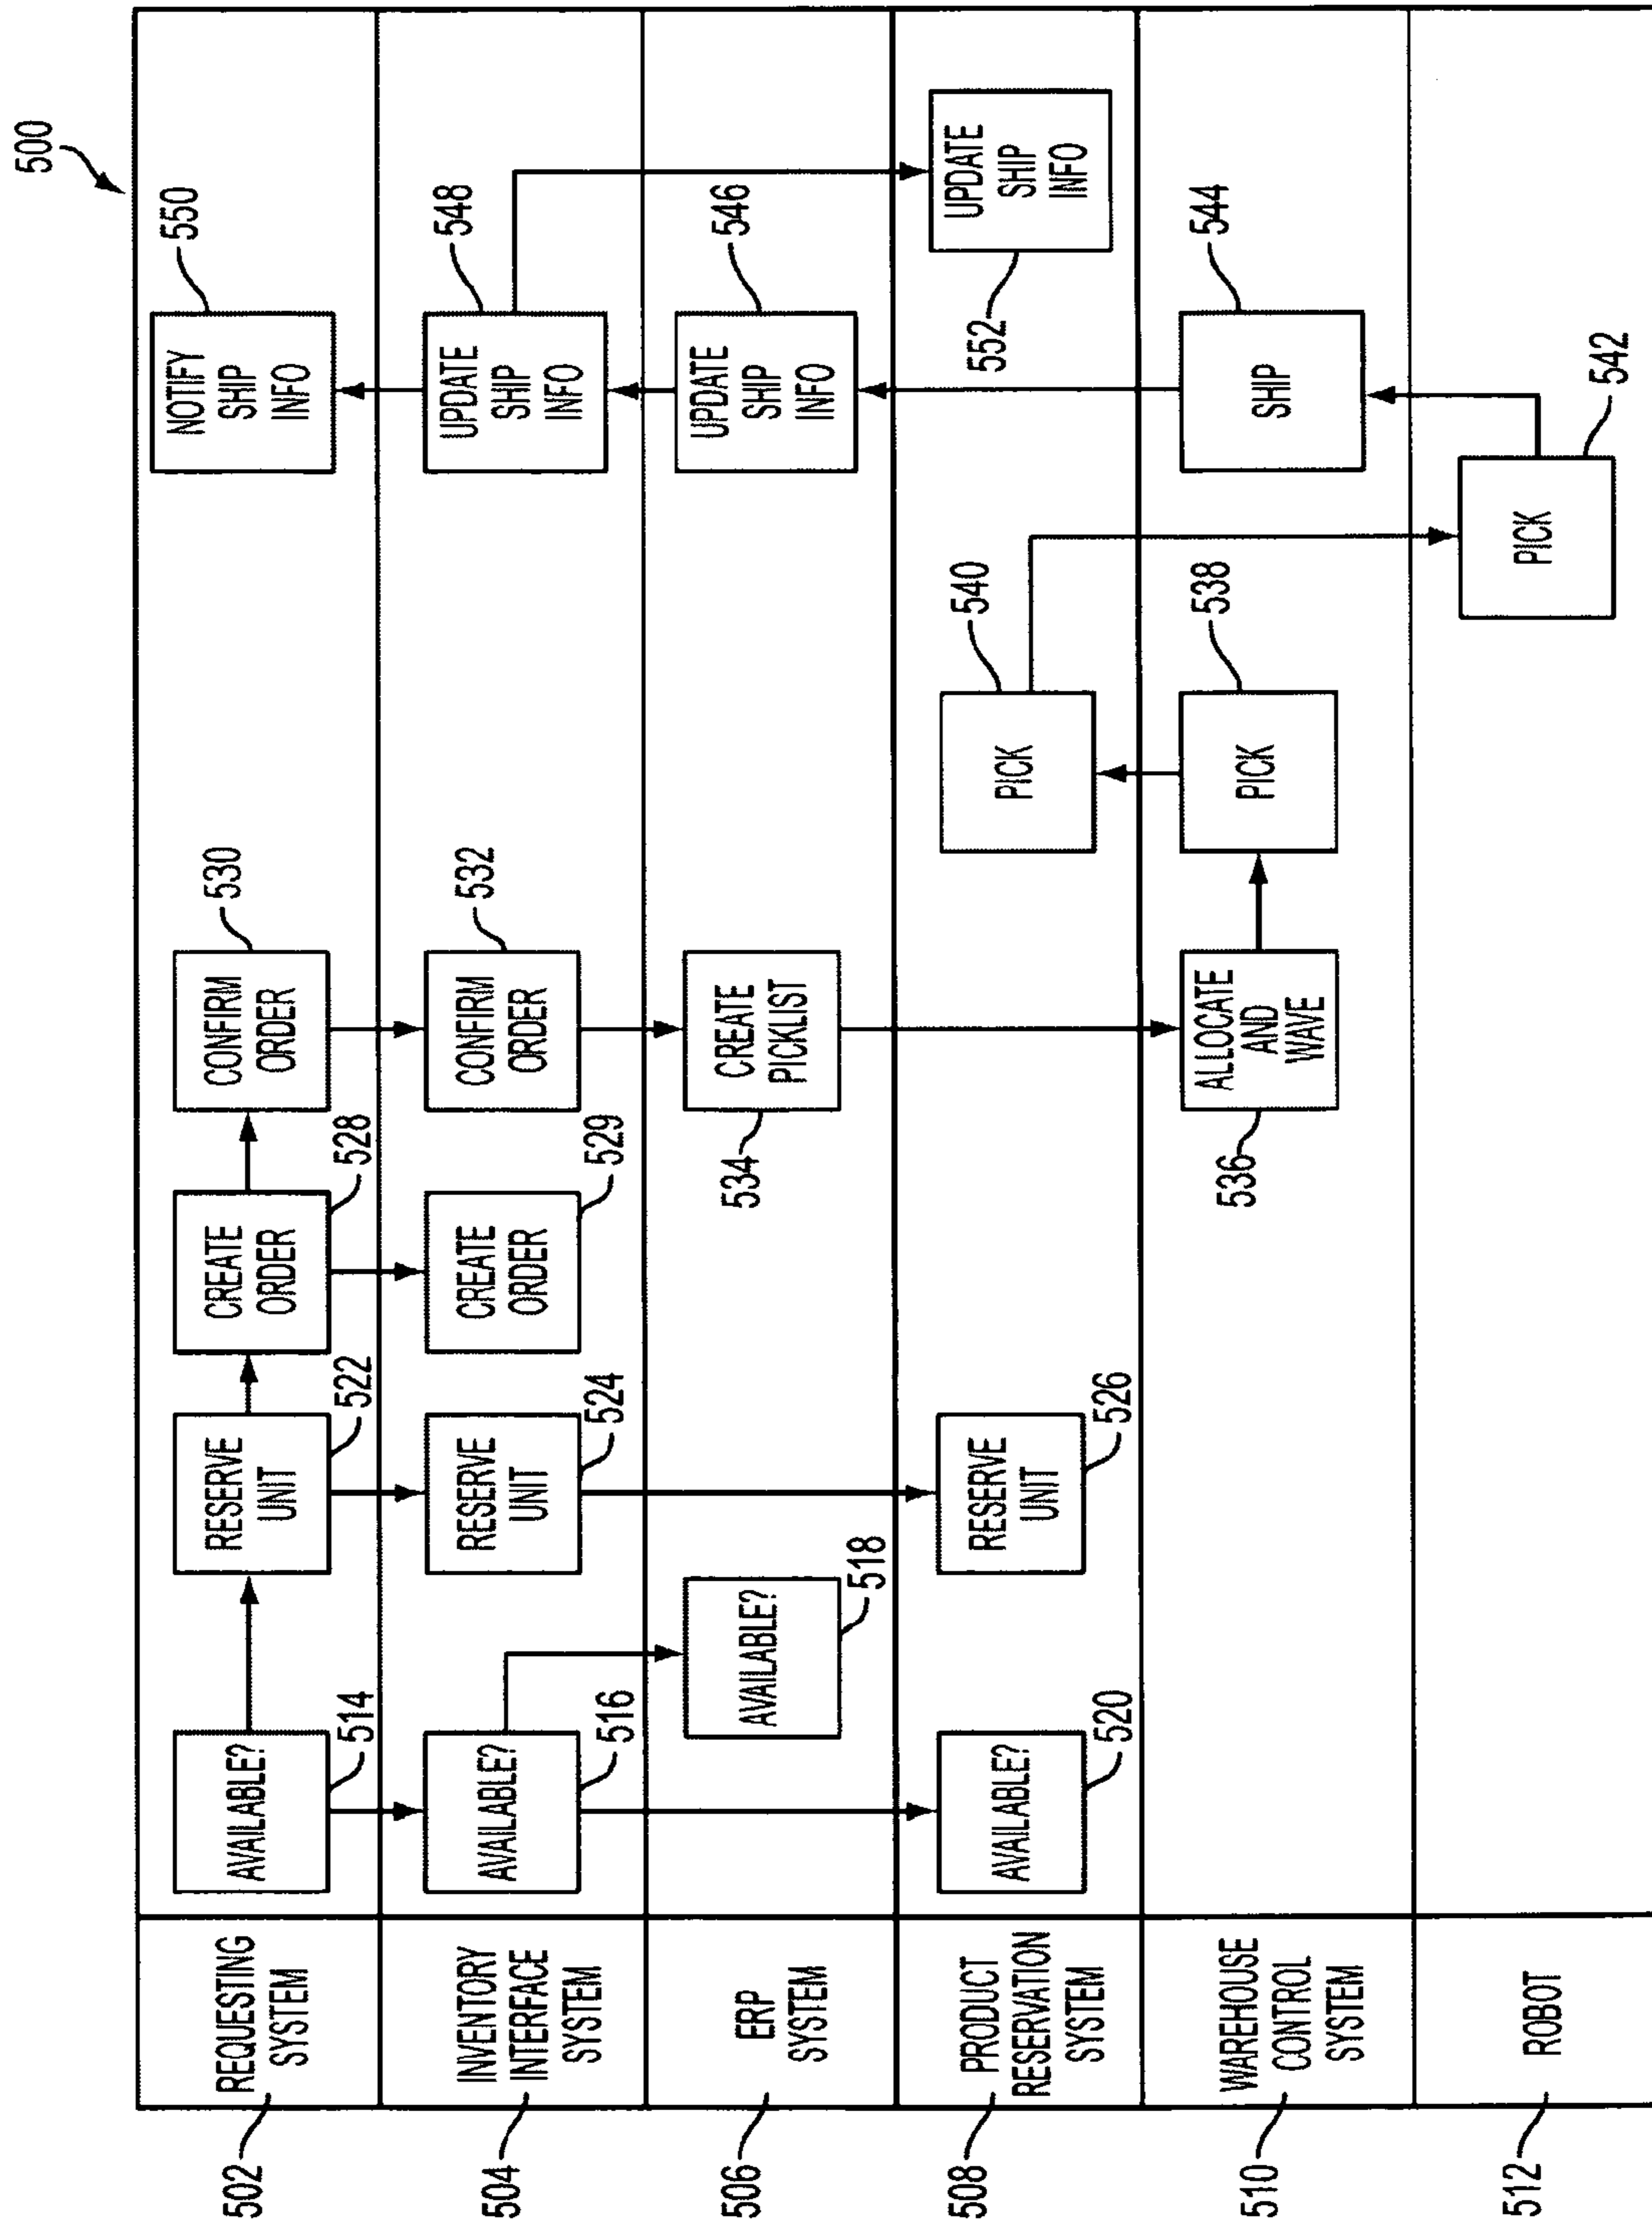 500
502
REQUESTING
SYSTEM
AVAILABLE?
514
RESERVE
UNIT
522
CREATE
ORDER
528
CONFIRM
ORDER
530
NOTIFY
SHIP
INFO
550
504
INVENTORY
INTERFACE
SYSTEM
AVAILABLE?
516
RESERVE
UNIT
524
CREATE
ORDER
529
CONFIRM
ORDER
532
UPDATE
SHIP
INFO
548
506
ERP
SYSTEM
AVAILABLE?
518
CREATE
PICKLIST
534
UPDATE
SHIP
INFO
546
508
PRODUCT
RESERVATION
SYSTEM
AVAILABLE?
520
RESERVE
UNIT
526
PICK
540
UPDATE
SHIP
INFO
552
510
WAREHOUSE
CONTROL
SYSTEM
ALLOCATE
AND
WAVE
536
PICK
538
SHIP
544
512
ROBOT
PICK
542